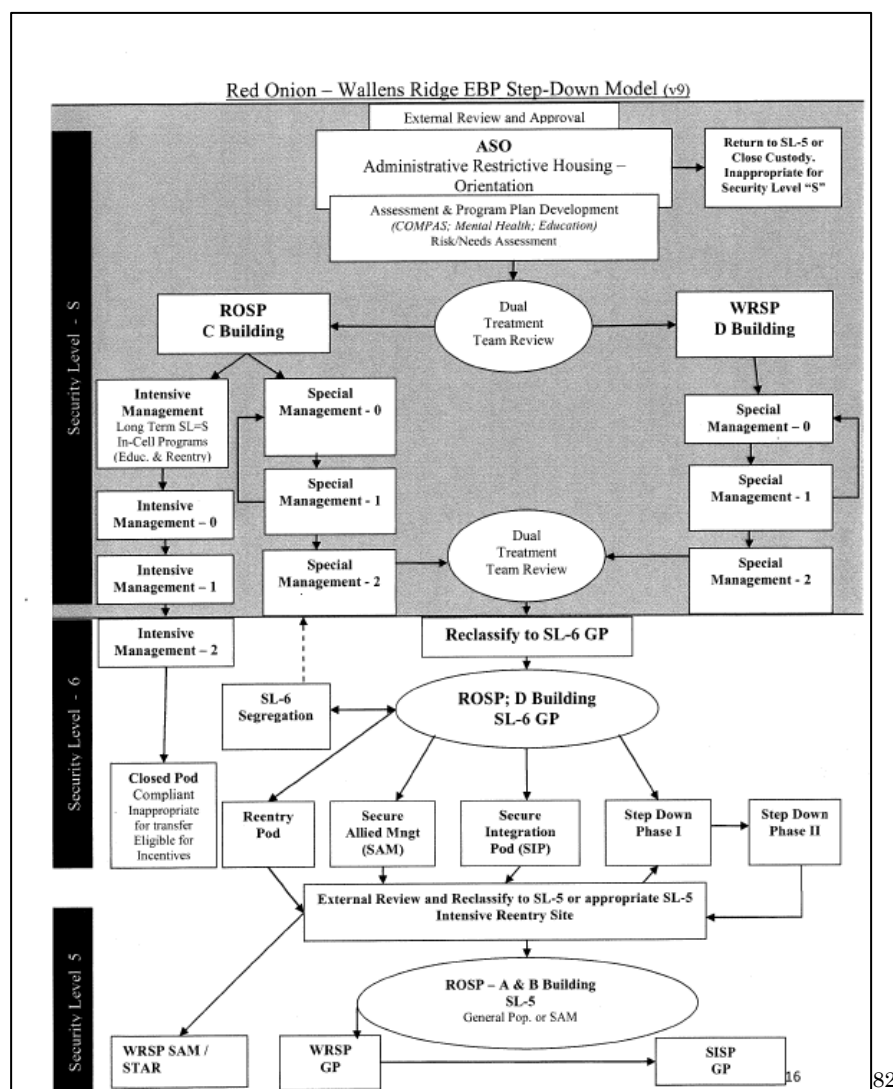 Red Onion – Wallens Ridge EBP Step-Down Model (v9)
External Review and Approval
ASO
Administrative Restrictive Housing –
Orientation
Return to SL-5 or
Close Custody.
Inappropriate for
Security Level “S”
Assessment & Program Plan Development
(COMPAS; Mental Health; Education)
Risk/Needs Assessment
Security Level - S
ROSP
C Building
Dual
Treatment
Team Review
WRSP
D Building
Intensive
Management
Long Term SL=S
In-Cell Programs
(Educ. & Reentry)
Special
Management - 0
Special
Management – 0
Intensive
Management – 0
Special
Management - 1
Special
Management - 1
Intensive
Management – 1
Special
Management - 2
Dual
Treatment
Team Review
Special
Management - 2
Security Level - 6
Intensive
Management – 2
Reclassify to SL-6 GP
SL-6
Segregation
ROSP; D Building
SL-6 GP
Closed Pod
Compliant
Inappropriate
for transfer
Eligible for
Incentives
Reentry
Pod
Secure
Allied Mngt
(SAM)
Secure
Integration
Pod (SIP)
Step Down
Phase I
Step Down
Phase II
External Review and Reclassify to SL-5 or appropriate SL-5
Intensive Reentry Site
Security Level 5
ROSP – A & B Building
SL-5
General Pop. or SAM
WRSP SAM /
STAR
WRSP
GP
SISP
GP
16
82